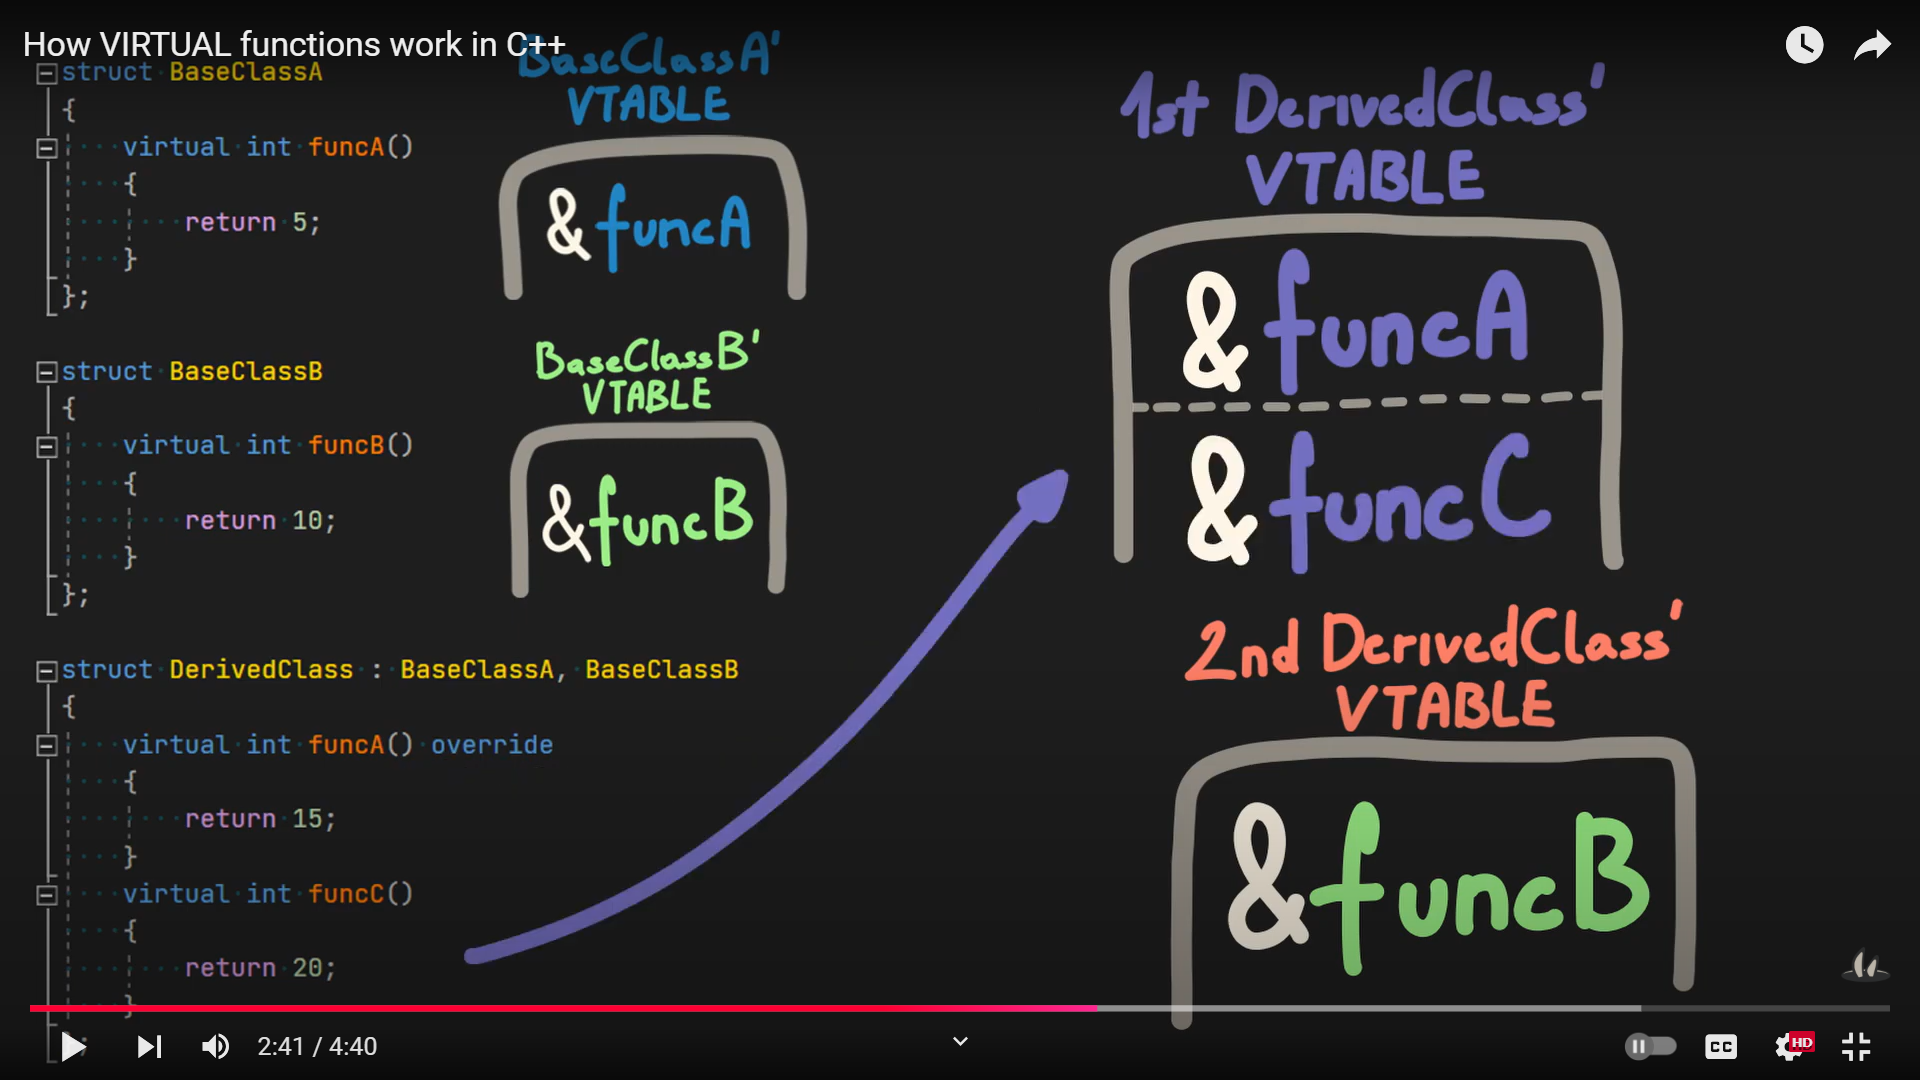 How VIRTUAL functions work in C++
struct BaseClassA
{
virtual int funcA()
{
return 5;
}
};
BaseClassA'
VTABLE
&funcA
struct BaseClassB
{
virtual int funcB()
{
return 10;
}
};
BaseClassB'
VTABLE
&funcB
struct DerivedClass : BaseClassA, BaseClassB
{
virtual int funcA() override
{
return 15;
}
virtual int funcC()
{
return 20;
}
};
1st DerivedClass'
VTABLE
&funcA
&funcC
2nd DerivedClass'
VTABLE
&funcB
2:41 / 4:40
CC
HD